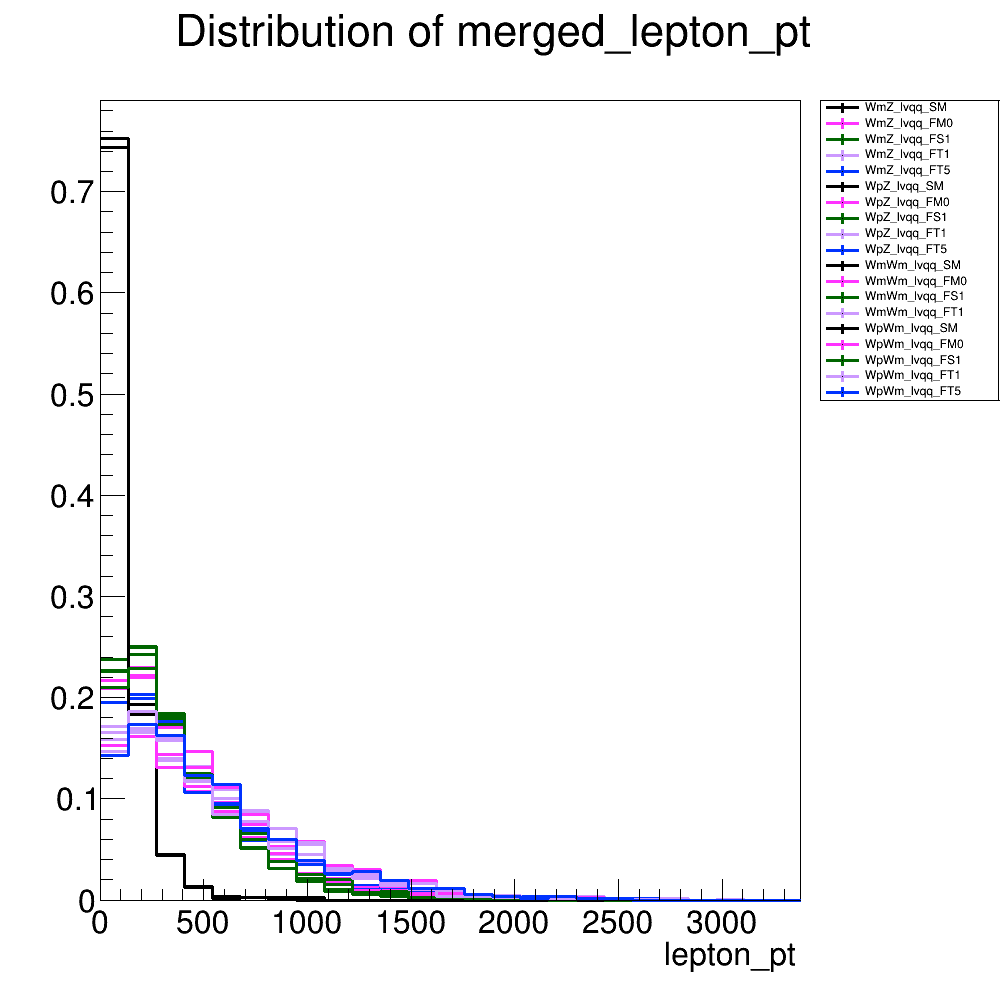 Distribution of merged_lepton_pt
0.7
0.6
0.5
0.4
0.3
0.2
0.1
0
0 500 1000 1500 2000 2500 3000
lepton_pt
WmZ_lvqq_SM
WmZ_lvqq_FM0
WmZ_lvqq_FS1
WmZ_lvqq_FT1
WmZ_lvqq_FT5
WpZ_lvqq_SM
WpZ_lvqq_FM0
WpZ_lvqq_FS1
WpZ_lvqq_FT1
WpZ_lvqq_FT5
WmWm_lvqq_SM
WmWm_lvqq_FM0
WmWm_lvqq_FS1
WmWm_lvqq_FT1
WpWm_lvqq_SM
WpWm_lvqq_FM0
WpWm_lvqq_FS1
WpWm_lvqq_FT1
WpWm_lvqq_FT5